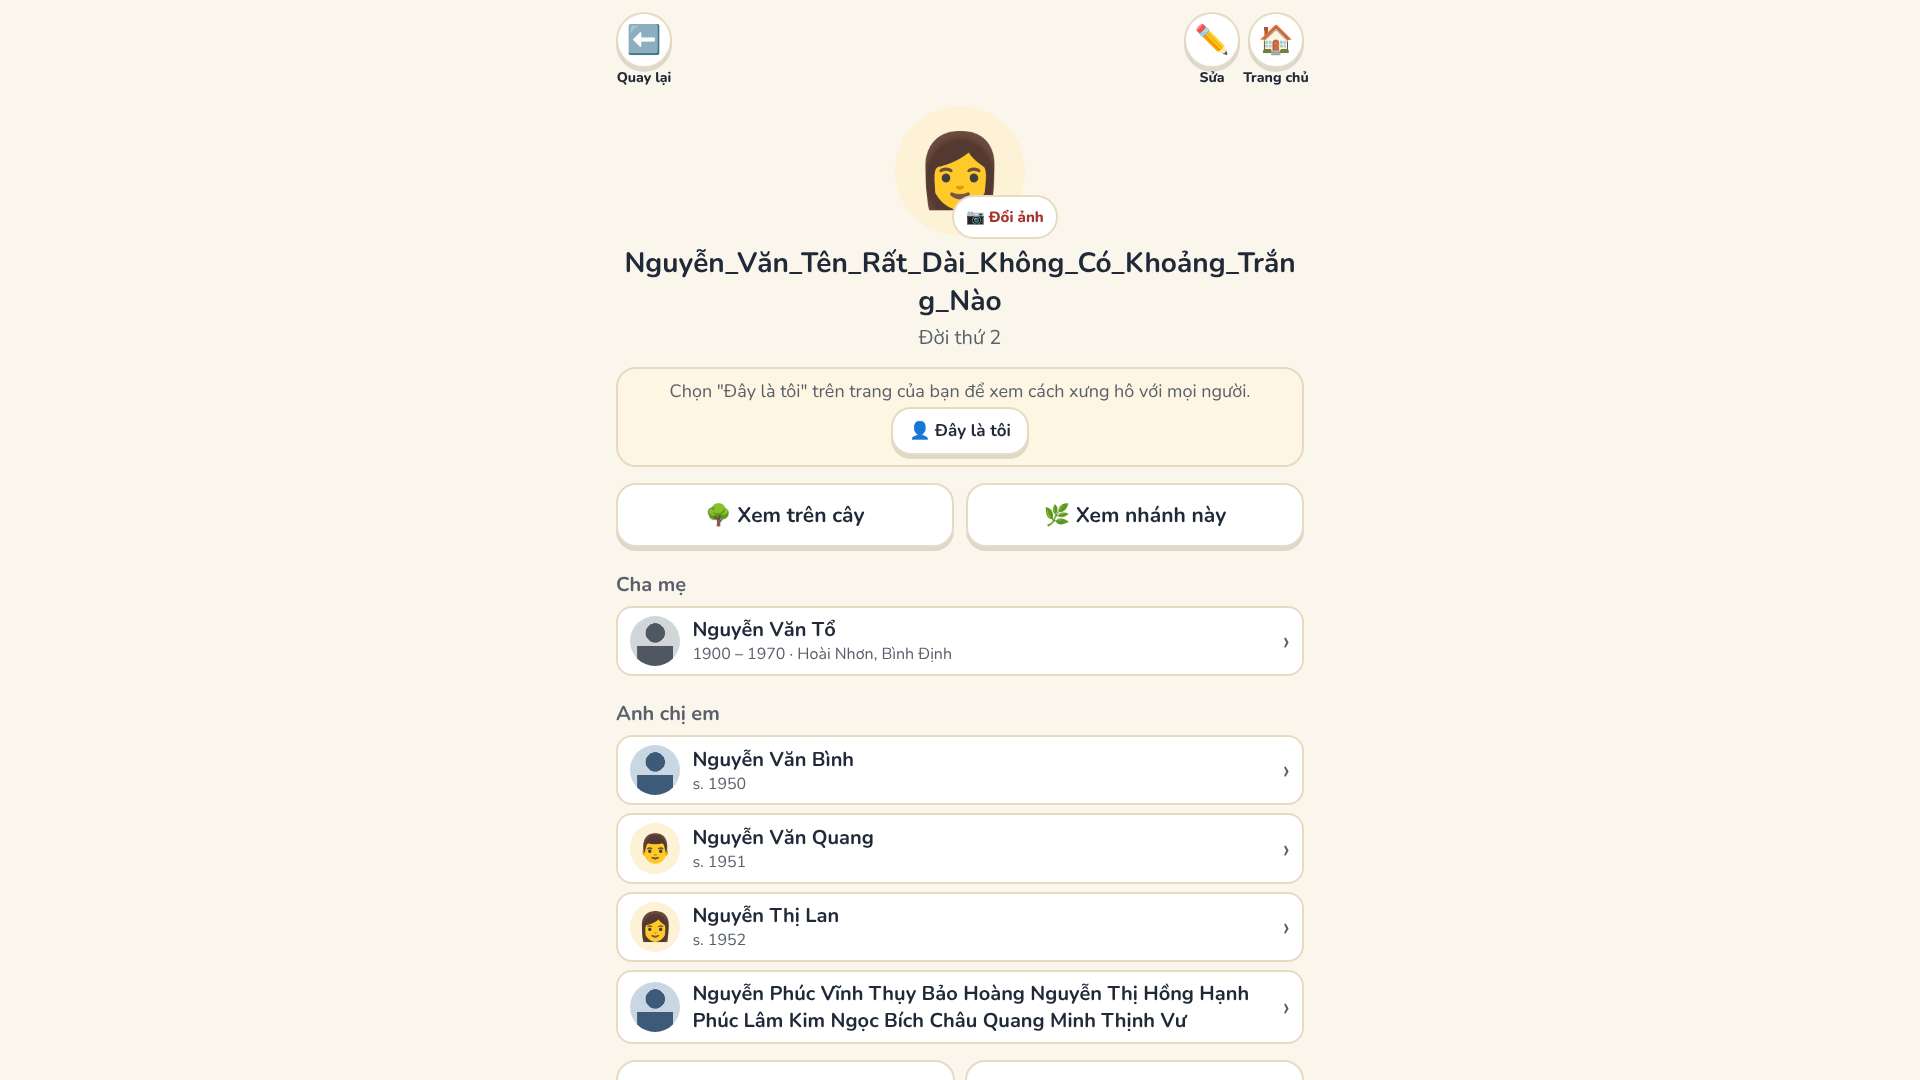 Quay lại
Sửa
Trang chủ
Đổi ảnh
Nguyễn_Văn_Tên_Rất_Dài_Không_Có_Khoảng_Trắn
g_Nào
Đời thứ 2
Chọn "Đây là tôi" trên trang của bạn để xem cách xưng hô với mọi người.
Đây là tôi
Xem trên cây
Xem nhánh này
Cha mẹ
Nguyễn Văn Tổ
1900 – 1970 · Hoài Nhơn, Bình Định
Anh chị em
Nguyễn Văn Bình
s. 1950
Nguyễn Văn Quang
s. 1951
Nguyễn Thị Lan
s. 1952
Nguyễn Phúc Vĩnh Thụy Bảo Hoàng Nguyễn Thị Hồng Hạnh
Phúc Lâm Kim Ngọc Bích Châu Quang Minh Thịnh Vư